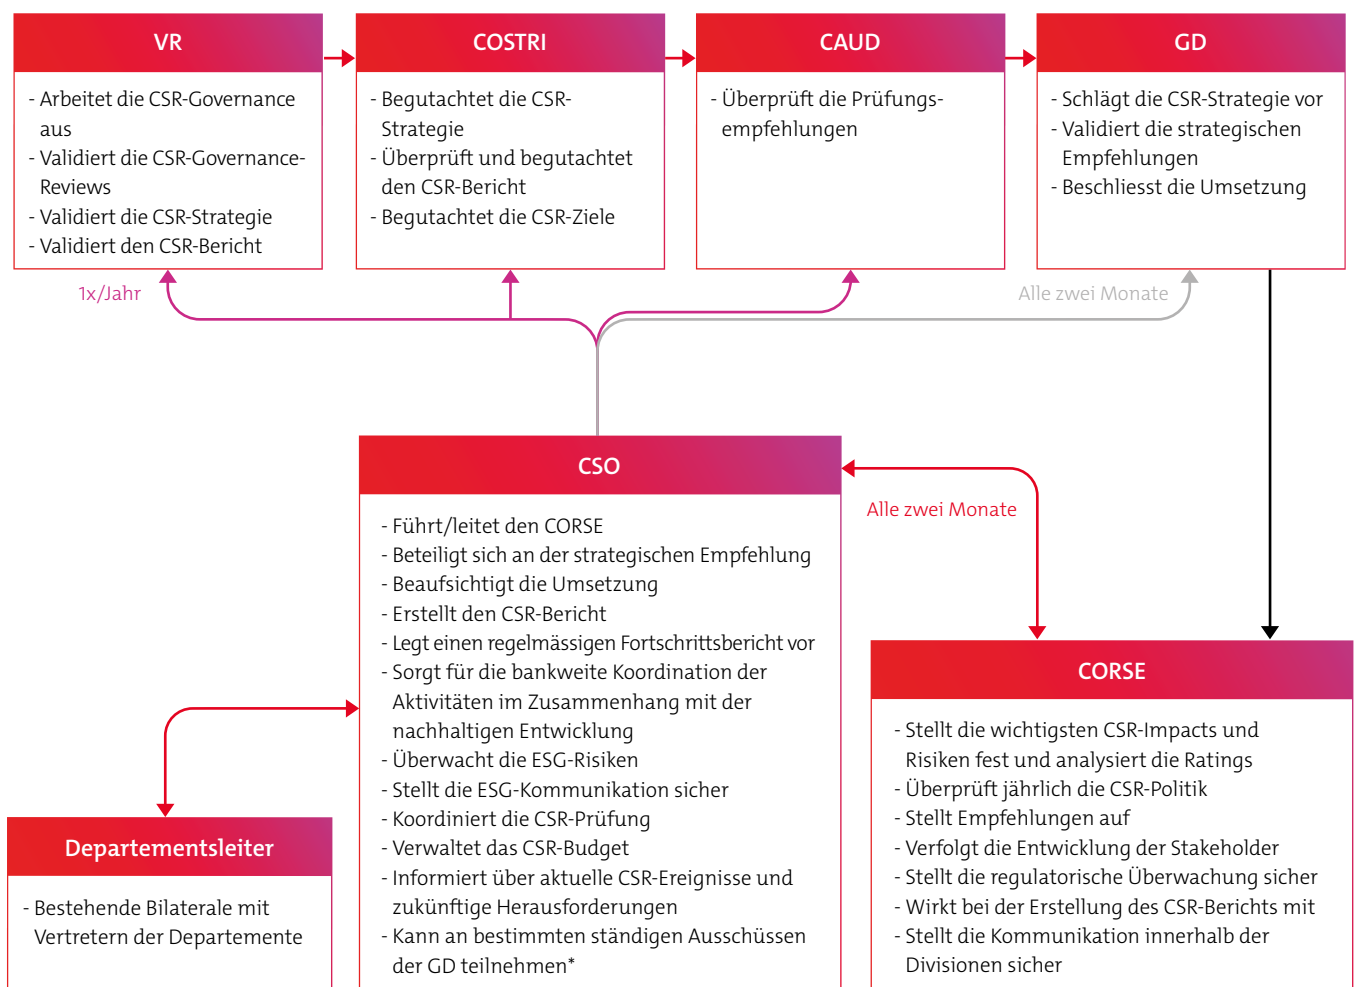 VR
- Arbeitet die CSR-Governance
aus
- Validiert die CSR-Governance-
Reviews
- Validiert die CSR-Strategie
- Validiert den CSR-Bericht
COSTRI
- Begutachtet die CSR-
Strategie
- Überprüft und begutachtet
den CSR-Bericht
- Begutachtet die CSR-Ziele
CAUD
- Überprüft die Prüfungs-
empfehlungen
GD
- Schlägt die CSR-Strategie vor
- Validiert die strategischen
Empfehlungen
- Beschliesst die Umsetzung
1x/Jahr
Alle zwei Monate
CSO
- Führt/leitet den CORSE
- Beteiligt sich an der strategischen Empfehlung
- Beaufsichtigt die Umsetzung
- Erstellt den CSR-Bericht
- Legt einen regelmässigen Fortschrittsbericht vor
- Sorgt für die bankweite Koordination der
Aktivitäten im Zusammenhang mit der
nachhaltigen Entwicklung
- Überwacht die ESG-Risiken
- Stellt die ESG-Kommunikation sicher
- Koordiniert die CSR-Prüfung
- Verwaltet das CSR-Budget
- Informiert über aktuelle CSR-Ereignisse und
zukünftige Herausforderungen
- Kann an bestimmten ständigen Ausschüssen
der GD teilnehmen*
Alle zwei Monate
Departementsleiter
- Bestehende Bilaterale mit
Vertretern der Departemente
CORSE
- Stellt die wichtigsten CSR-Impacts und
Risiken fest und analysiert die Ratings
- Überprüft jährlich die CSR-Politik
- Stellt Empfehlungen auf
- Verfolgt die Entwicklung der Stakeholder
- Stellt die regulatorische Überwachung sicher
- Wirkt bei der Erstellung des CSR-Berichts mit
- Stellt die Kommunikation innerhalb der
Divisionen sicher